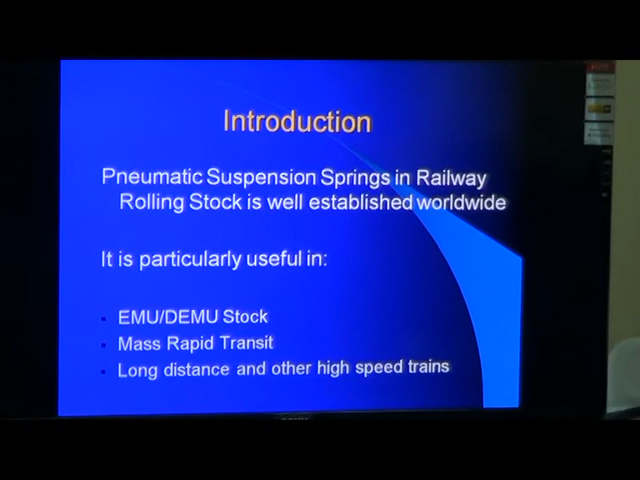 Introduction
Pneumatic Suspension Springs in Railway
Rolling Stock is well established worldwide
It is particularly useful in:
• EMU/DEMU Stock
• Mass Rapid Transit
• Long distance and other high speed trains